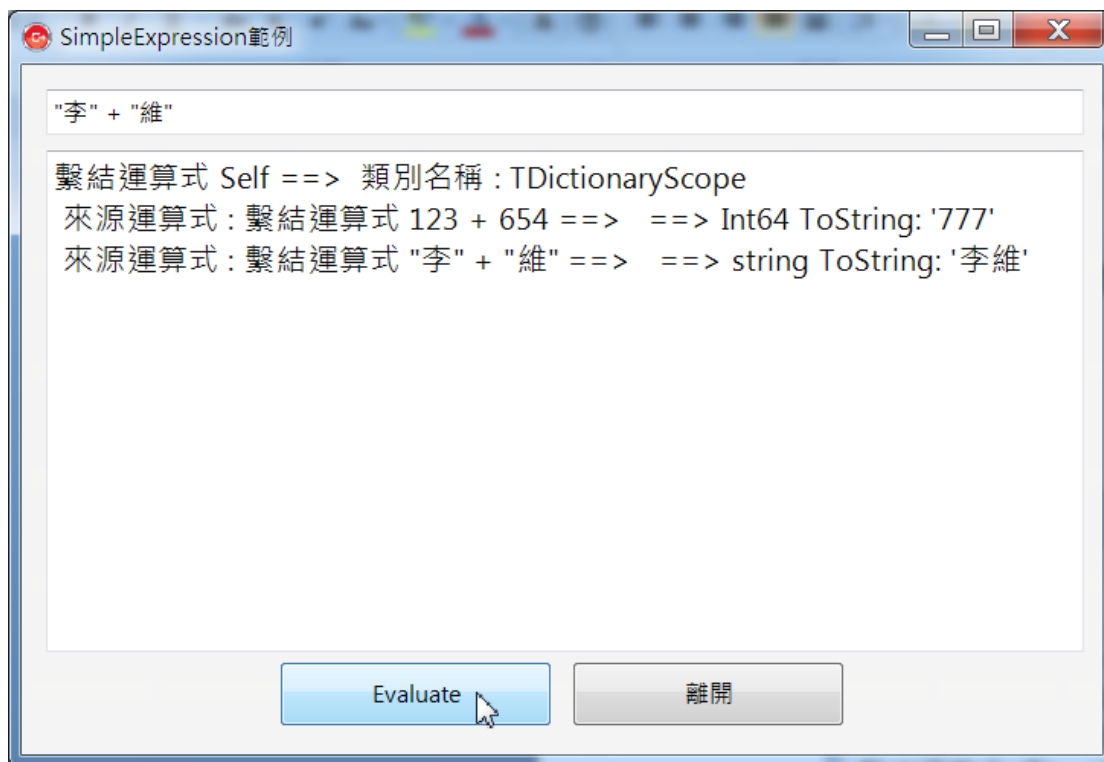 SimpleExpression範例
"李" + "維"
繫結運算式 Self ==> 類別名稱 : TDictionaryScope
來源運算式 : 繫結運算式 123 + 654 ==> ==> Int64 ToString: '777'
來源運算式 : 繫結運算式 "李" + "維" ==> ==> string ToString: '李維'
Evaluate 離開